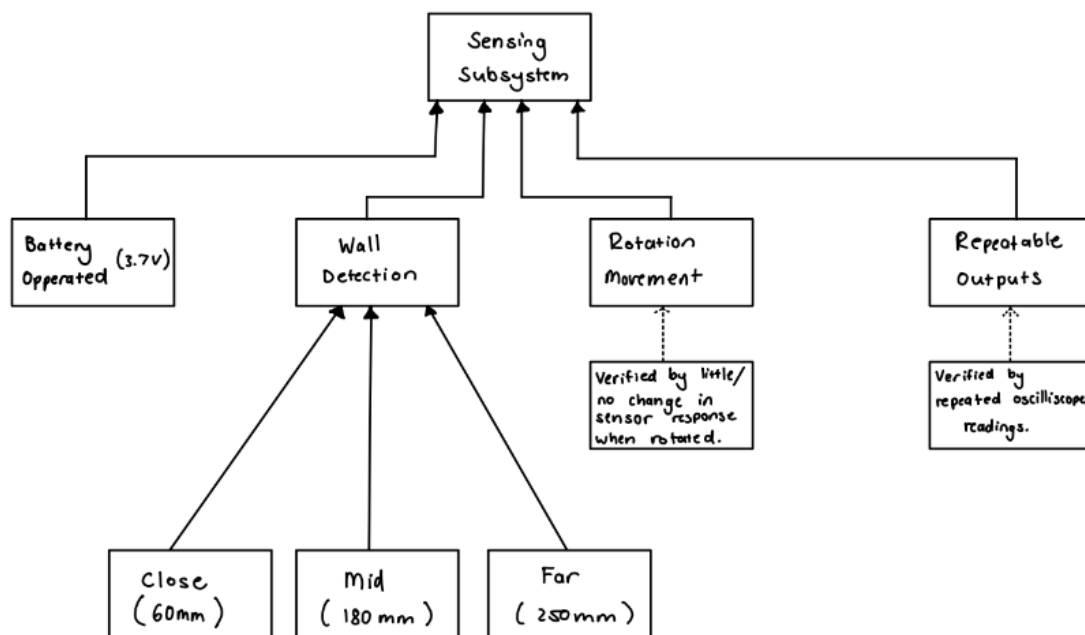 Sensing
Subsystem
Battery
Opperated (3.7V)
Wall
Detection
Rotation
Movement
Repeatable
Outputs
Verified by little/
no change in
sensor response
when rotated.
Verified by
repeated oscilliscope
readings.
Close
(60mm)
Mid
(180mm)
Far
(250mm)